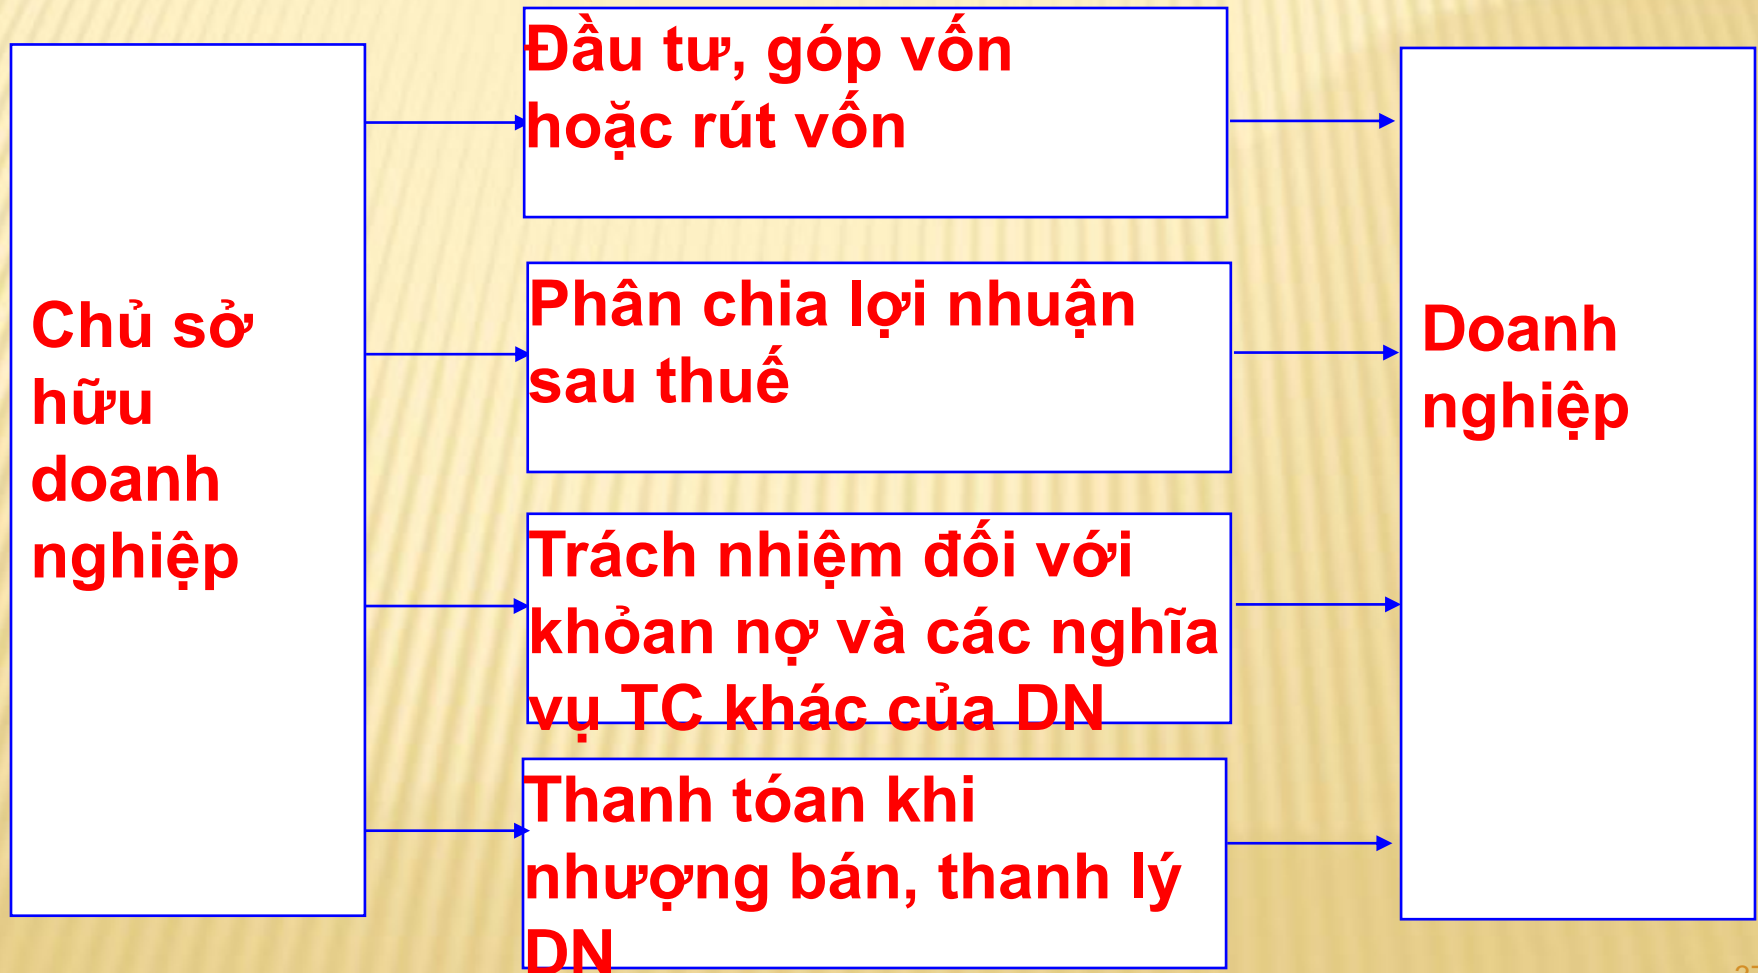 Đầu tư, góp vốn
hoặc rút vốn
Chủ sở
hữu
doanh
nghiệp
Phân chia lợi nhuận
sau thuế
Doanh
nghiệp
Trách nhiệm đối với
khỏan nợ và các nghĩa
vụ TC khác của DN
Thanh tóan khi
nhượng bán, thanh lý
DN